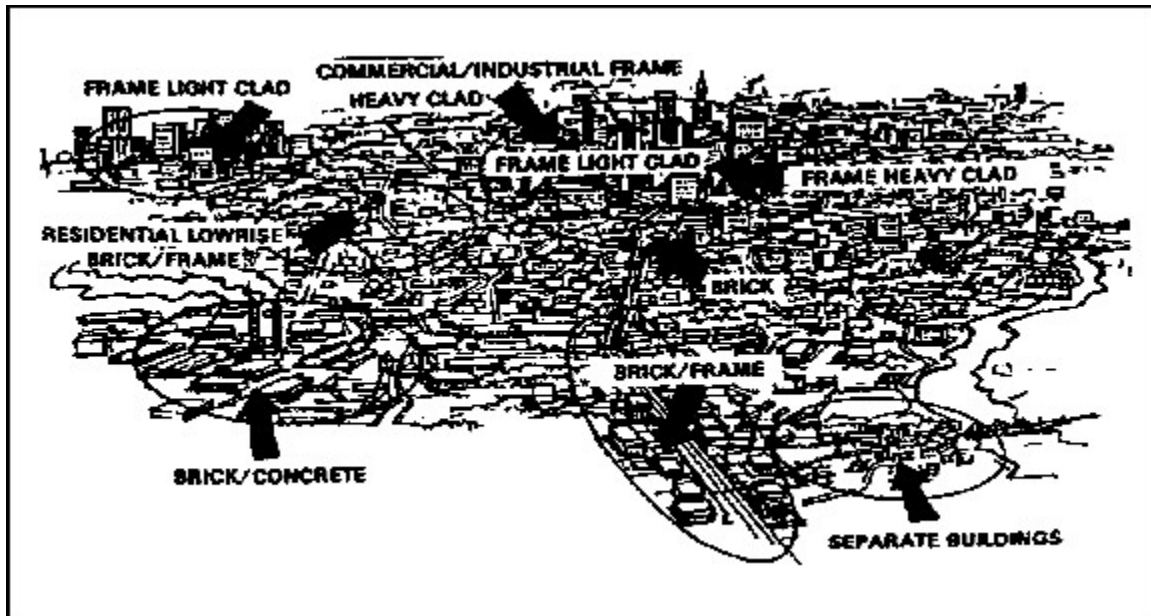 FRAME LIGHT CLAD
COMMERCIAL/INDUSTRIAL FRAME
HEAVY CLAD
FRAME LIGHT CLAD
FRAME HEAVY CLAD
RESIDENTIAL LOWRISE
BRICK/FRAME
BRICK
BRICK/FRAME
BRICK/CONCRETE
SEPARATE BUILDINGS